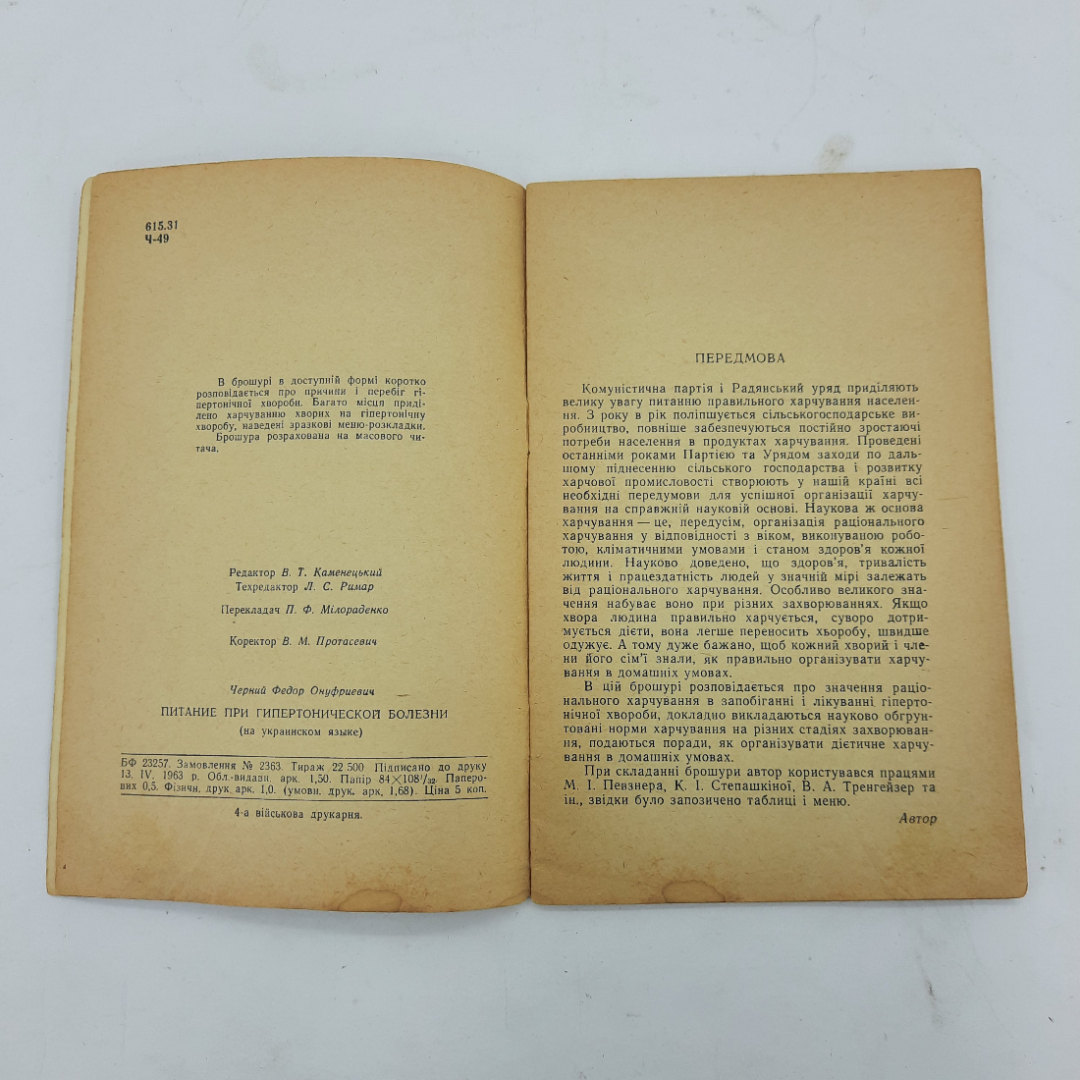 615.31
Ч-49
В брошурі в доступній формі коротко
розповідається про причини і перебіг гі-
пертонічної хвороби. Багато місця приді-
лено харчуванню хворих на гіпертонічну
хворобу, наведені зразкові меню-розкладки.
Брошура розрахована на масового чи-
тача.
Редактор В. Т. Каменецький
Техредактор Л. С. Римар
Перекладач П. Ф. Мілораденко
Коректор В. М. Протасевич
Черний Федор Онуфриевич
ПИТАНИЕ ПРИ ГИПЕРТОНИЧЕСКОЙ БОЛЕЗНИ
(на украинском языке)
БФ 23257. Замовлення № 2363. Тираж 22 500. Підписано до друку
13. IV. 1963 р. Обл.-видавн. арк. 1,50. Папір 84×108/32. Паперо-
вих 0,5. Фізичн. друк. арк. 1,0. (умовн. друк. арк. 1,68). Ціна 5 коп.
4-а військова друкарня.
ПЕРЕДМОВА
Комуністична партія і Радянський уряд приділяють
велику увагу питанню правильного харчування населен-
ня. З року в рік поліпшується сільськогосподарське ви-
робництво, повніше забезпечуються постійно зростаючі
потреби населення в продуктах харчування. Проведені
останніми роками Партією та Урядом заходи по даль-
шому піднесенню сільського господарства і розвитку
харчової промисловості створюють у нашій країні всі
необхідні передумови для успішної організації харчу-
вання на справжній науковій основі. Наукова ж основа
харчування — це, передусім, організація раціонального
харчування у відповідності з віком, виконуваною робо-
тою, кліматичними умовами і станом здоров'я кожної
людини. Науково доведено, що здоров'я, тривалість
життя і працездатність людей у значній мірі залежать
від раціонального харчування. Особливо великого зна-
чення набуває воно при різних захворюваннях. Якщо
хвора людина правильно харчується, суворо дотри-
мується дієти, вона легше переносить хьоробу, швидше
одужує. А тому дуже бажано, щоб кожний хворий і чле-
ни його сім'ї знали, як правильно організувати харчу-
вання в домашніх умовах.
В цій брошурі розповідається про значення раціо-
нального харчування в запобіганні і лікуванні гіперто-
нічної хвороби, докладно викладаються науково обгрун-
товані норми харчування на різних стадіях захворюван-
ня, подаються поради, як організувати дієтичне харчу-
вання в домашніх умовах.
При складанні брошури автор користувався працями
М. І. Певзнера, К. І. Степашкіної, В. А. Тренгейзер та
ін., звідки було запозичено таблиці і меню.
Автор